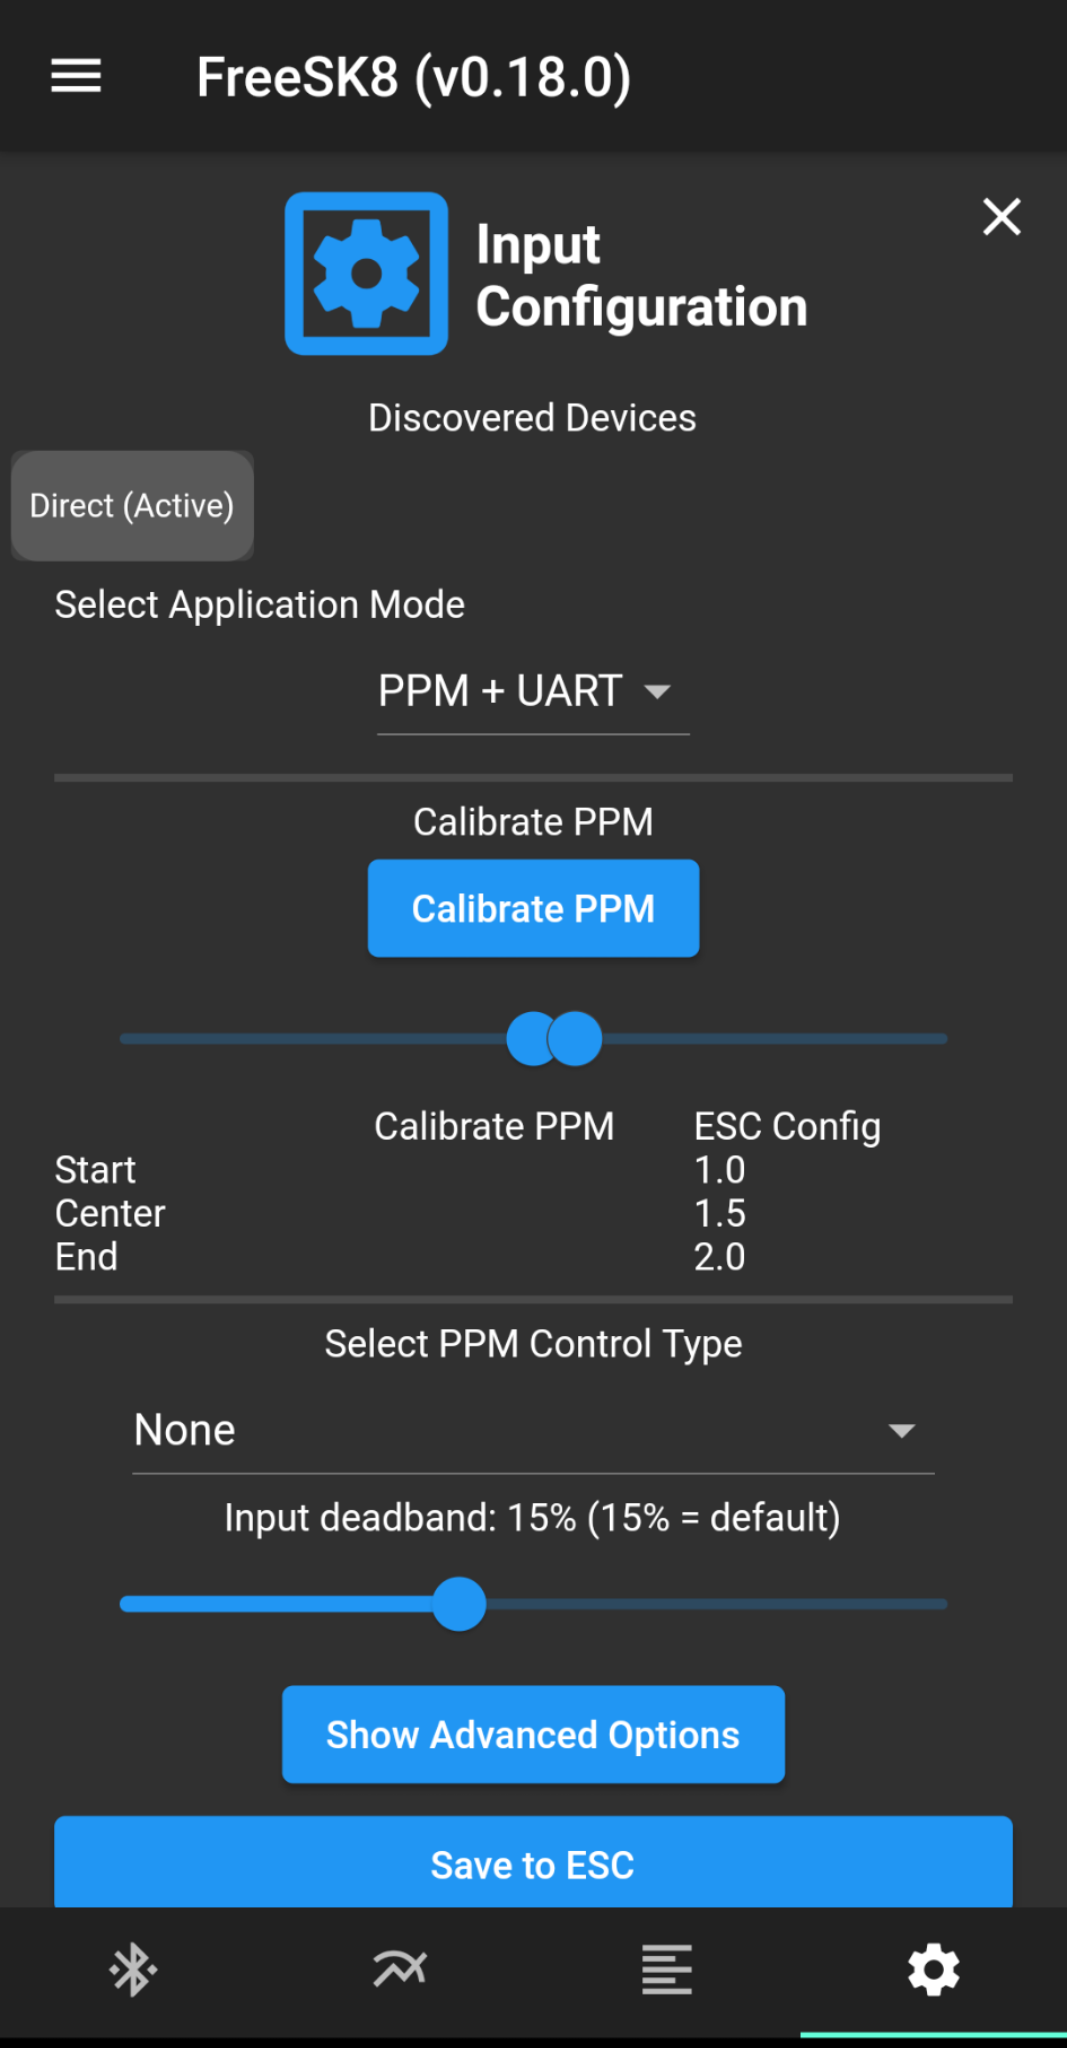 FreeSK8 (v0.18.0)
Input
Configuration
Discovered Devices
Direct (Active)
Select Application Mode
PPM + UART
Calibrate PPM
Calibrate PPM
Calibrate PPM ESC Config
Start 1.0
Center 1.5
End 2.0
Select PPM Control Type
None
Input deadband: 15% (15% = default)
Show Advanced Options
Save to ESC